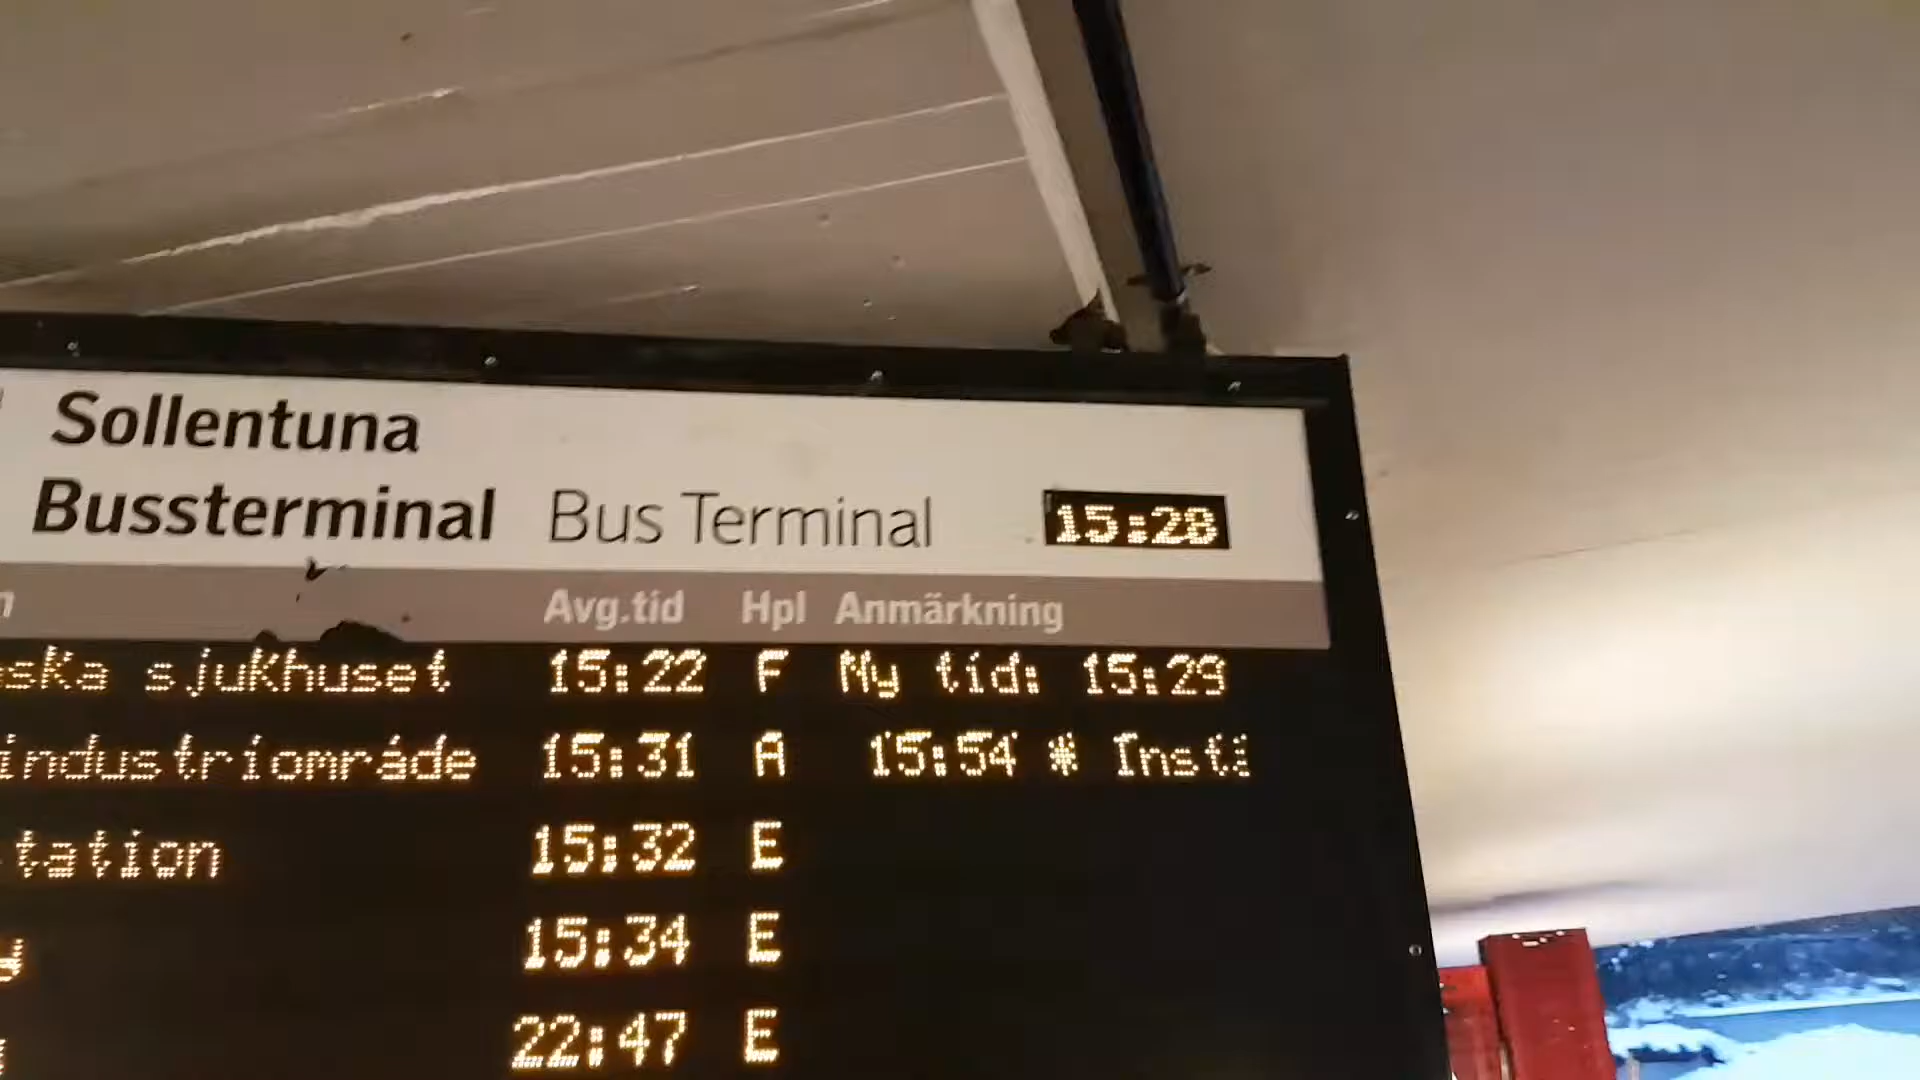 Sollentuna
Bussterminal Bus Terminal 15:28
Avg.tid Hpl Anmärkning
sjukhuset 15:22 F Ny tid: 15:29
industriområde 15:31 A 15:54 * Instä
tation 15:32 E
15:34 E
22:47 E